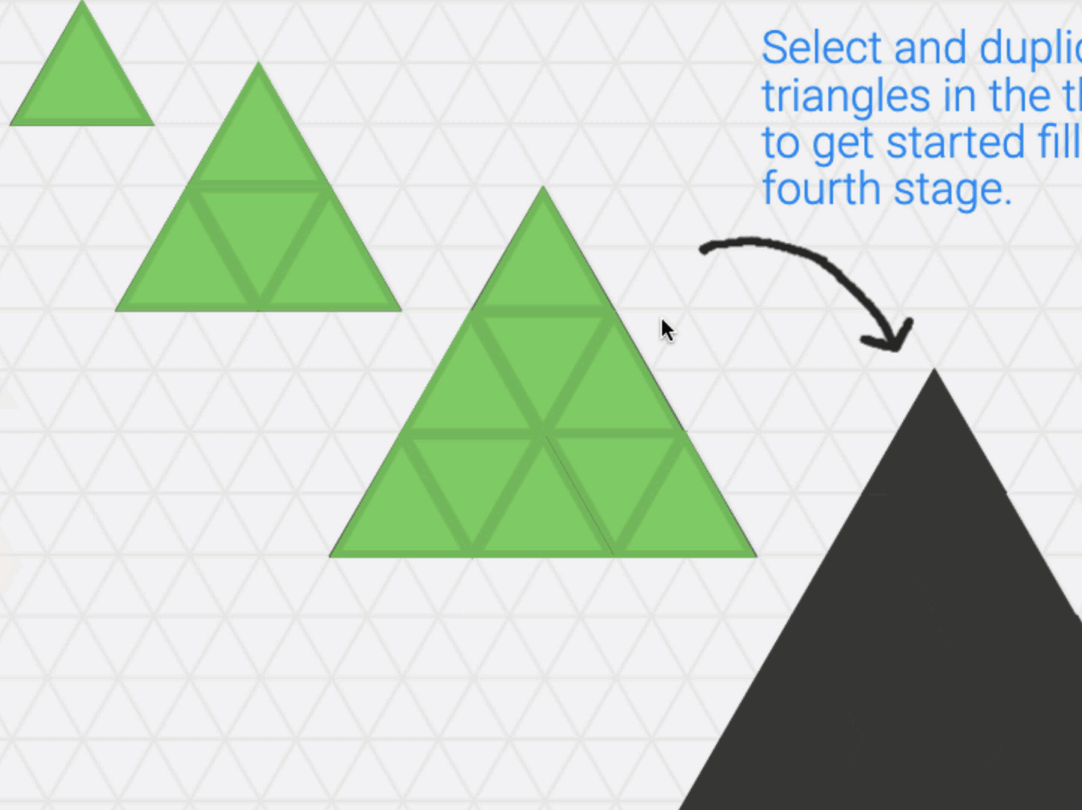 Select and duplic
triangles in the th
to get started fill
fourth stage.